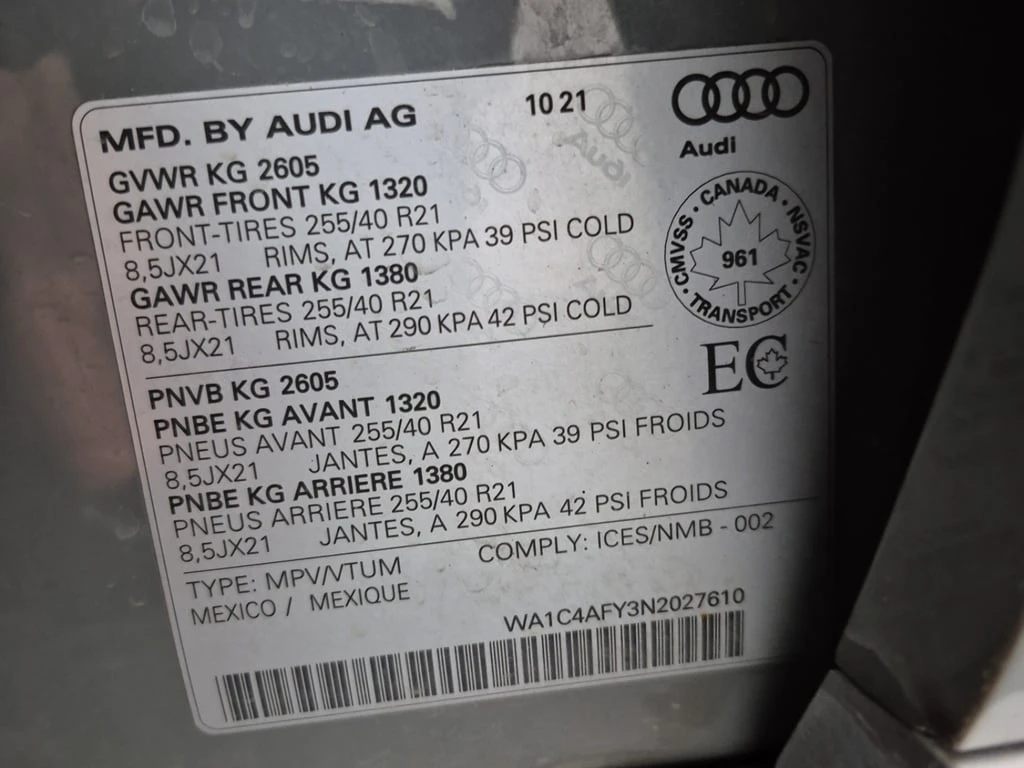 MFD. BY AUDI AG 10 21
Audi
GVWR KG 2605
GAWR FRONT KG 1320
FRONT-TIRES 255/40 R21
8,5JX21 RIMS, AT 270 KPA 39 PSI COLD
GAWR REAR KG 1380
REAR-TIRES 255/40 R21
8,5JX21 RIMS, AT 290 KPA 42 PSI COLD
CANADA · NSVAC · TRANSPORT · CMVSS ·
961
EC
PNVB KG 2605
PNBE KG AVANT 1320
PNEUS AVANT 255/40 R21
8,5JX21 JANTES, A 270 KPA 39 PSI FROIDS
PNBE KG ARRIERE 1380
PNEUS ARRIERE 255/40 R21
8,5JX21 JANTES, A 290 KPA 42 PSI FROIDS
TYPE: MPV/VTUM COMPLY: ICES/NMB - 002
MEXICO / MEXIQUE
WA1C4AFY3N2027610